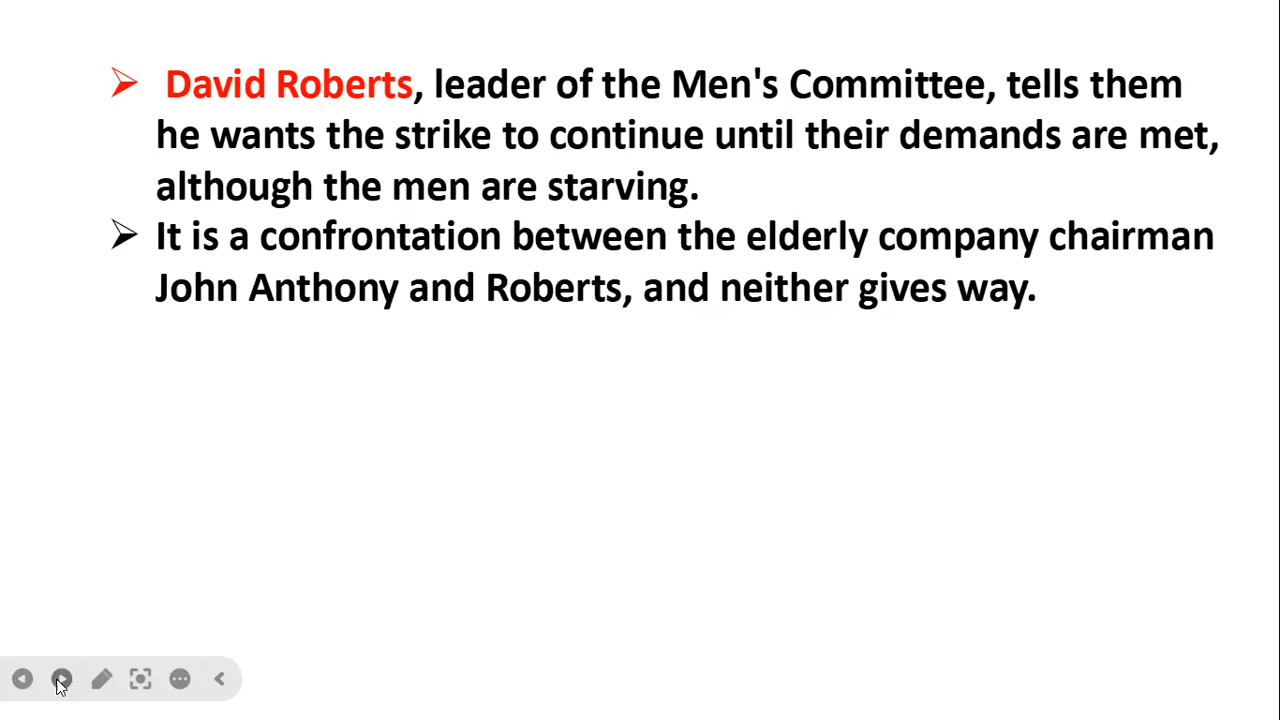 ➢ David Roberts, leader of the Men's Committee, tells them
he wants the strike to continue until their demands are met,
although the men are starving.
➢ It is a confrontation between the elderly company chairman
John Anthony and Roberts, and neither gives way.